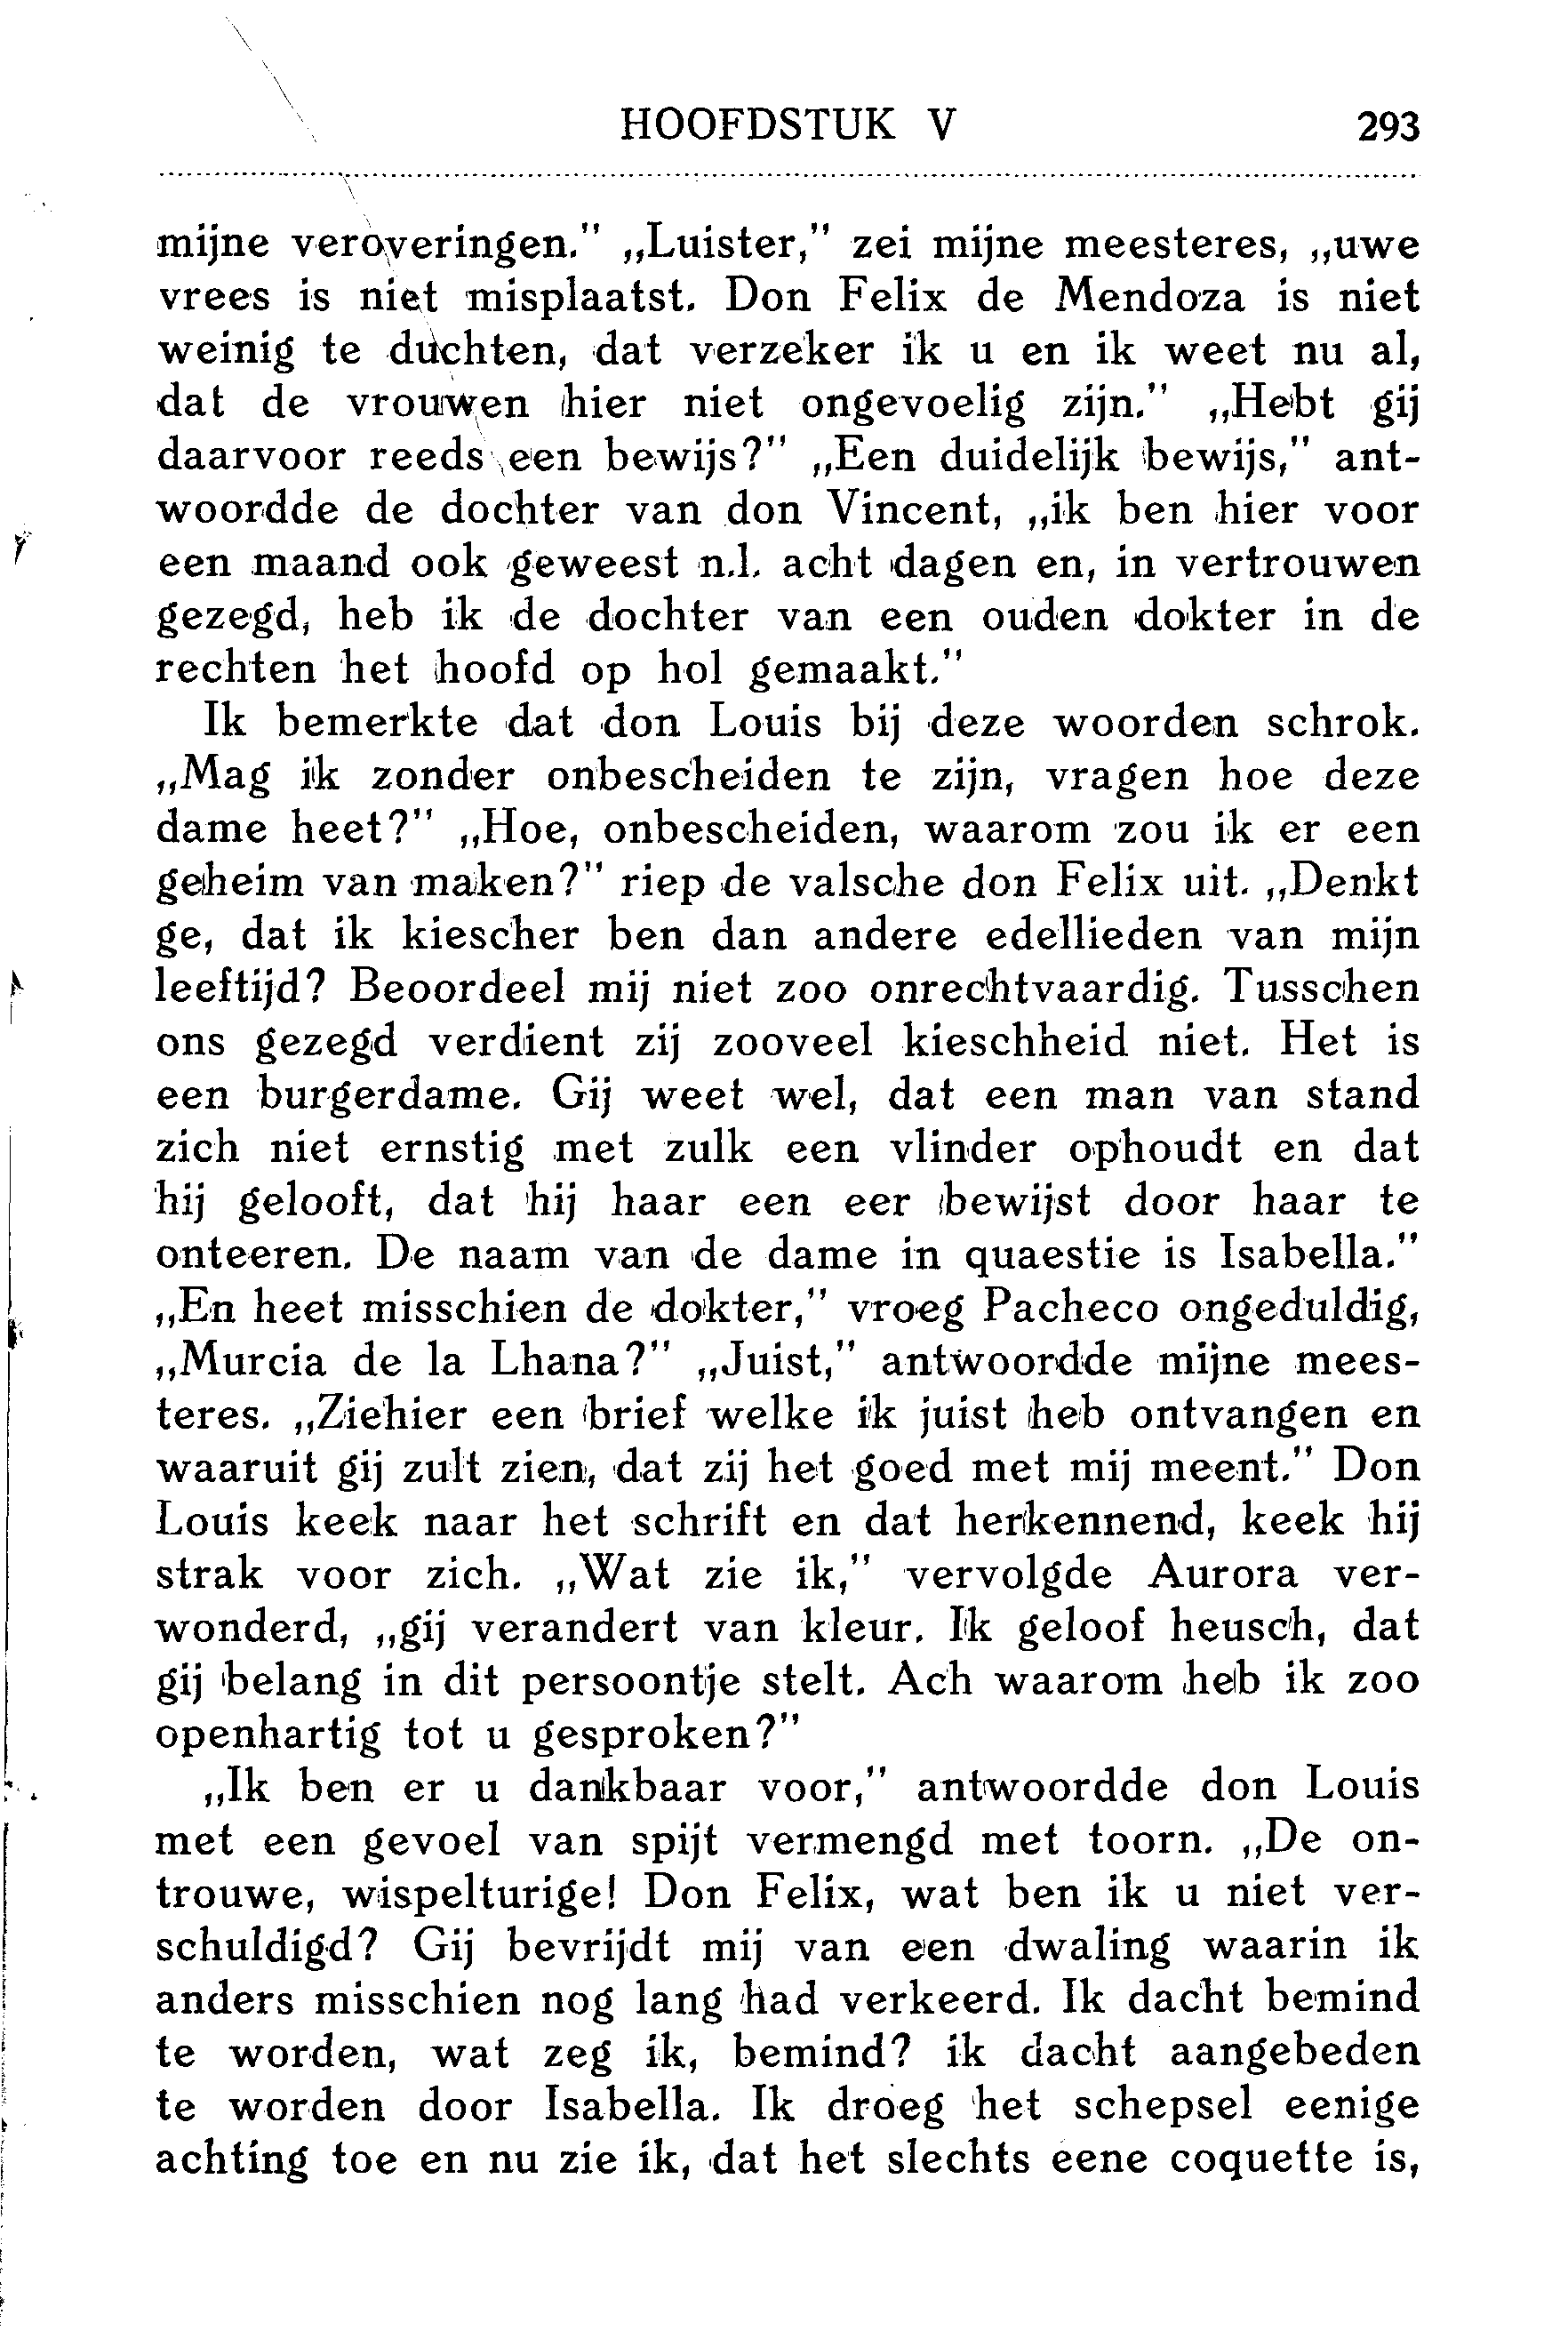 HOOFDSTUK V 293
mijne veroveringen." „Luister," zei mijne meesteres, „uwe
vrees is niet misplaatst. Don Felix de Mendoza is niet
weinig te duchten, dat verzeker ik u en ik weet nu al,
dat de vrouwen hier niet ongevoelig zijn." „Hebt gij
daarvoor reeds een bewijs?" „Een duidelijk bewijs," ant-
woordde de dochter van don Vincent, „ik ben hier voor
een maand ook geweest n.l. acht dagen en, in vertrouwen
gezegd, heb ik de dochter van een ouden dokter in de
rechten het hoofd op hol gemaakt."
Ik bemerkte dat don Louis bij deze woorden schrok.
„Mag ik zonder onbescheiden te zijn, vragen hoe deze
dame heet?" „Hoe, onbescheiden, waarom zou ik er een
geheim van maken?" riep de valsche don Felix uit. „Denkt
ge, dat ik kiescher ben dan andere edellieden van mijn
leeftijd? Beoordeel mij niet zoo onrechtvaardig. Tusschen
ons gezegd verdient zij zooveel kieschheid niet. Het is
een burgerdame. Gij weet wel, dat een man van stand
zich niet ernstig met zulk een vlinder ophoudt en dat
hij gelooft, dat hij haar een eer bewijst door haar te
onteeren. De naam van de dame in quaestie is Isabella."
„En heet misschien de dokter," vroeg Pacheco ongeduldig,
„Murcia de la Lhana?" „Juist," antwoordde mijne mees-
teres. „Ziehier een brief welke ik juist heb ontvangen en
waaruit gij zult zien, dat zij het goed met mij meent." Don
Louis keek naar het schrift en dat herkennend, keek hij
strak voor zich. „Wat zie ik," vervolgde Aurora ver-
wonderd, „gij verandert van kleur. Ik geloof heusch, dat
gij belang in dit persoontje stelt. Ach waarom heb ik zoo
openhartig tot u gesproken?"
„Ik ben er u dankbaar voor," antwoordde don Louis
met een gevoel van spijt vermengd met toorn. „De on-
trouwe, wispelturige! Don Felix, wat ben ik u niet ver-
schuldigd? Gij bevrijdt mij van een dwaling waarin ik
anders misschien nog lang had verkeerd. Ik dacht bemind
te worden, wat zeg ik, bemind? ik dacht aangebeden
te worden door Isabella. Ik droeg het schepsel eenige
achting toe en nu zie ik, dat het slechts eene coquette is,